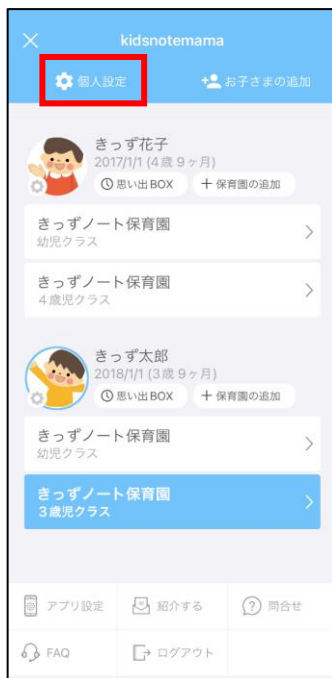 kidsnotemama
個人設定
お子さまの追加
きっず花子
2017/1/1 (4歳 9ヶ月)
思い出BOX
保育園の追加
きっずノート保育園
幼児クラス
きっずノート保育園
4歳児クラス
きっず太郎
2018/1/1 (3歳 9ヶ月)
思い出BOX
保育園の追加
きっずノート保育園
幼児クラス
きっずノート保育園
3歳児クラス
アプリ設定
紹介する
問合せ
FAQ
ログアウト